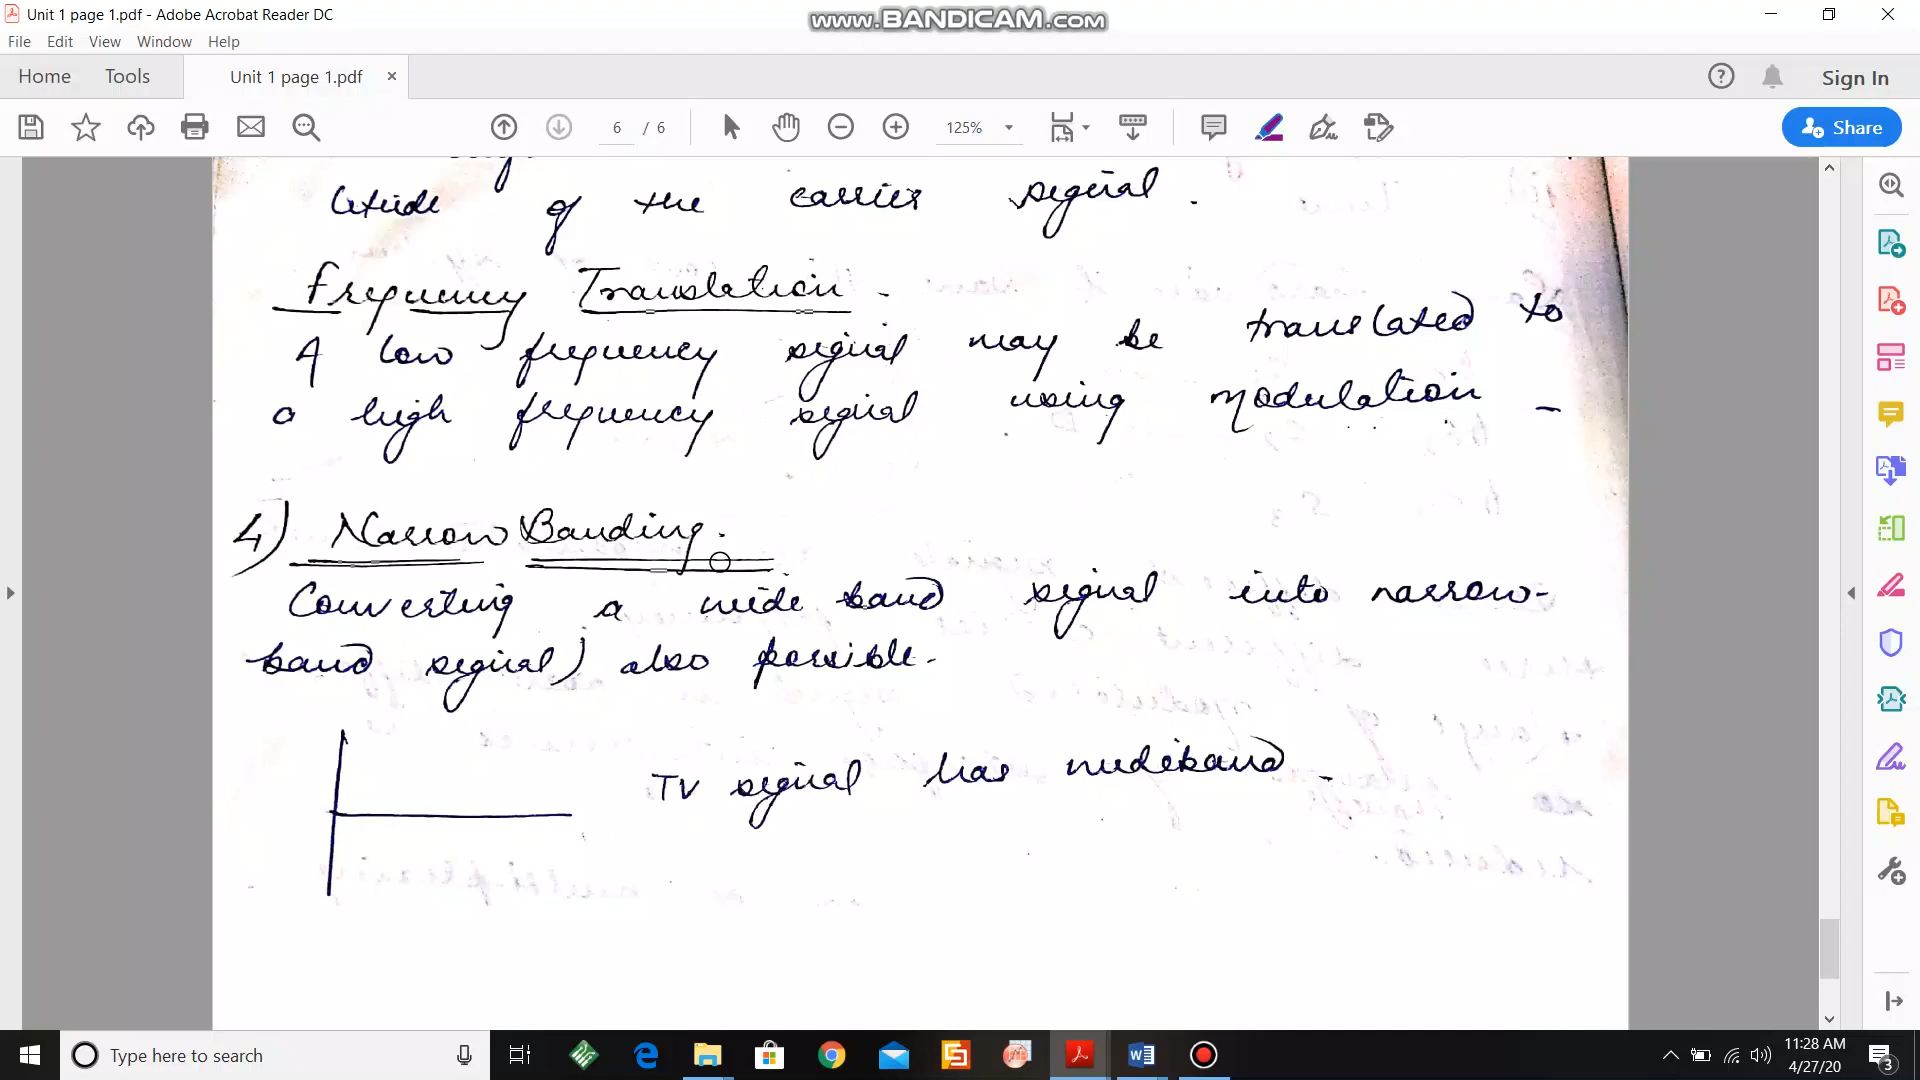 Unit 1 page 1.pdf - Adobe Acrobat Reader DC
www.BANDICAM.com
File Edit View Window Help
Home Tools Unit 1 page 1.pdf × Sign In
6 / 6 125% Share
of the carrier signal .
Frequency Translation -
A low frequency signal may be translated to
a high frequency signal using modulation -
4) Narrow Banding.
Converting a wide band signal into narrow-
band signal) also possible.
TV signal has wideband -
Type here to search
11:28 AM
4/27/20
3